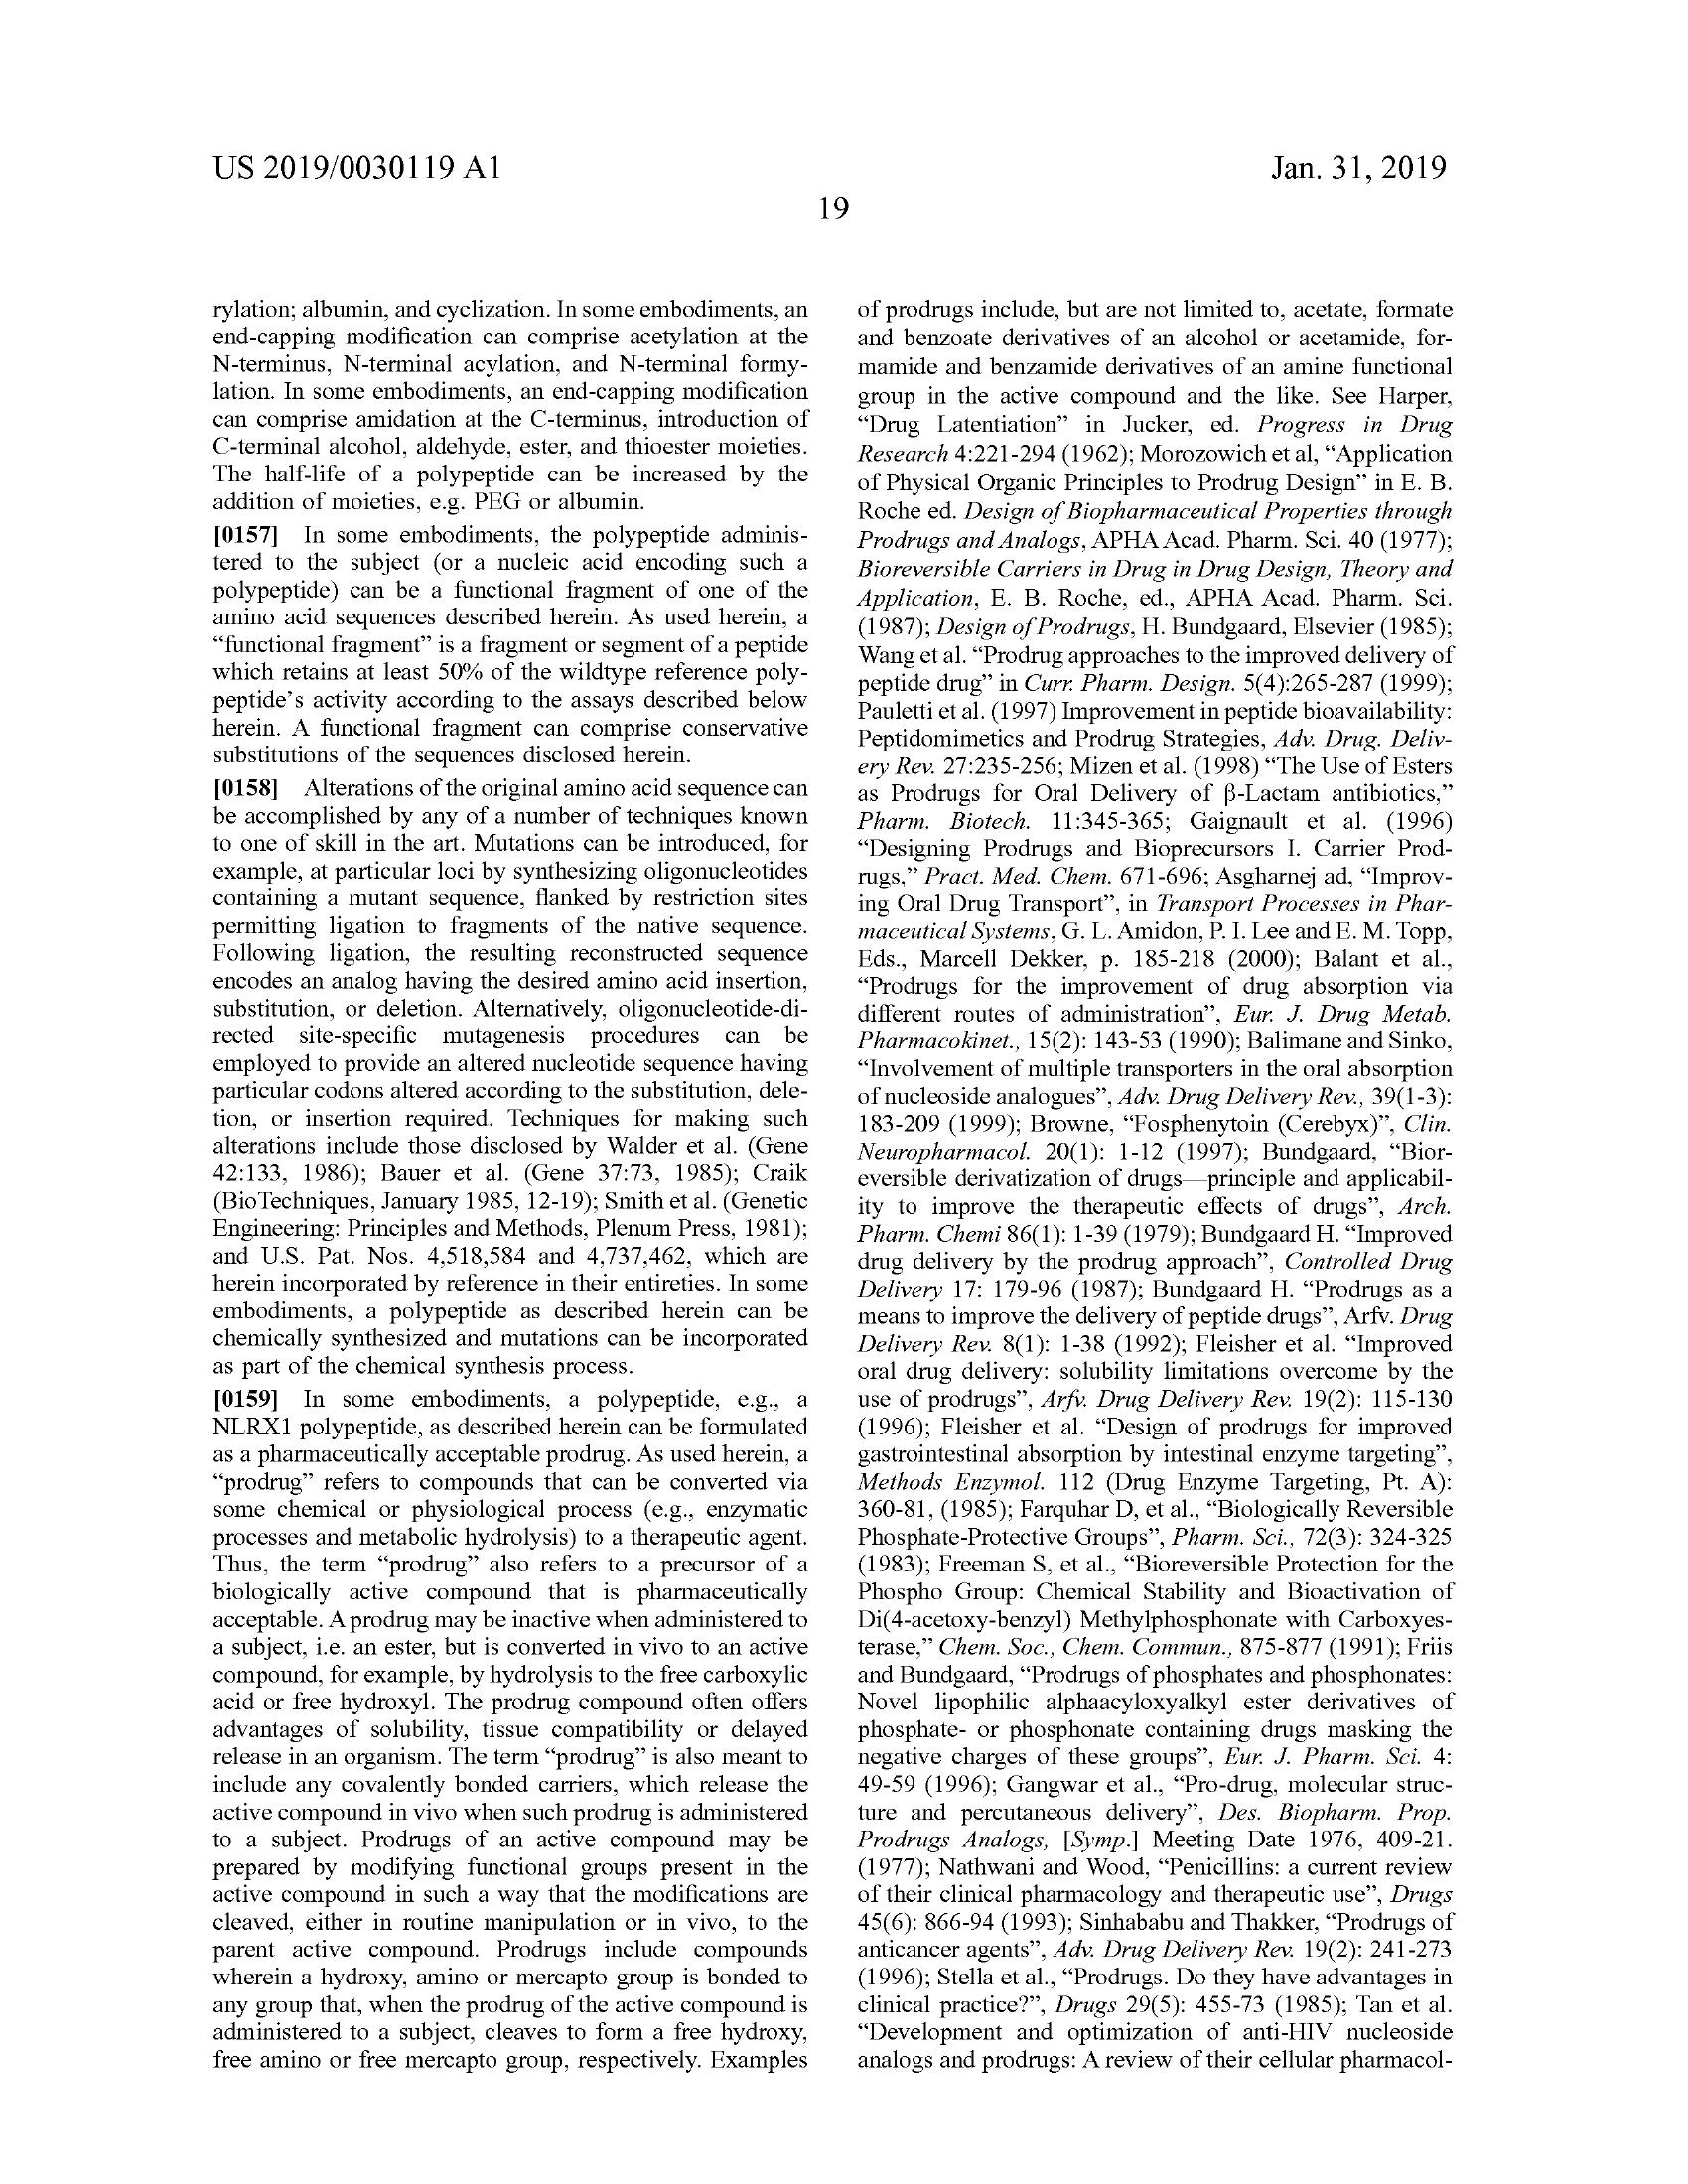 US 2019/0030119 A1
Jan. 31, 2019
19
rylation; albumin, and cyclization. In some embodiments, an
end-capping modification can comprise acetylation at the
N-terminus, N-terminal acylation, and N-terminal formy-
lation. In some embodiments, an end-capping modification
can comprise amidation at the C-terminus, introduction of
C-terminal alcohol, aldehyde, ester, and thioester moieties.
The half-life of a polypeptide can be increased by the
addition of moieties, e.g. PEG or albumin.
[0157] In some embodiments, the polypeptide adminis-
tered to the subject (or a nucleic acid encoding such a
polypeptide) can be a functional fragment of one of the
amino acid sequences described herein. As used herein, a
“functional fragment” is a fragment or segment of a peptide
which retains at least 50% of the wildtype reference poly-
peptide’s activity according to the assays described below
herein. A functional fragment can comprise conservative
substitutions of the sequences disclosed herein.
[0158] Alterations of the original amino acid sequence can
be accomplished by any of a number of techniques known
to one of skill in the art. Mutations can be introduced, for
example, at particular loci by synthesizing oligonucleotides
containing a mutant sequence, flanked by restriction sites
permitting ligation to fragments of the native sequence.
Following ligation, the resulting reconstructed sequence
encodes an analog having the desired amino acid insertion,
substitution, or deletion. Alternatively, oligonucleotide-di-
rected site-specific mutagenesis procedures can be
employed to provide an altered nucleotide sequence having
particular codons altered according to the substitution, dele-
tion, or insertion required. Techniques for making such
alterations include those disclosed by Walder et al. (Gene
42:133, 1986); Bauer et al. (Gene 37:73, 1985); Craik
(BioTechniques, January 1985, 12-19); Smith et al. (Genetic
Engineering: Principles and Methods, Plenum Press, 1981);
and U.S. Pat. Nos. 4,518,584 and 4,737,462, which are
herein incorporated by reference in their entireties. In some
embodiments, a polypeptide as described herein can be
chemically synthesized and mutations can be incorporated
as part of the chemical synthesis process.
[0159] In some embodiments, a polypeptide, e.g., a
NLRX1 polypeptide, as described herein can be formulated
as a pharmaceutically acceptable prodrug. As used herein, a
“prodrug” refers to compounds that can be converted via
some chemical or physiological process (e.g., enzymatic
processes and metabolic hydrolysis) to a therapeutic agent.
Thus, the term “prodrug” also refers to a precursor of a
biologically active compound that is pharmaceutically
acceptable. A prodrug may be inactive when administered to
a subject, i.e. an ester, but is converted in vivo to an active
compound, for example, by hydrolysis to the free carboxylic
acid or free hydroxyl. The prodrug compound often offers
advantages of solubility, tissue compatibility or delayed
release in an organism. The term “prodrug” is also meant to
include any covalently bonded carriers, which release the
active compound in vivo when such prodrug is administered
to a subject. Prodrugs of an active compound may be
prepared by modifying functional groups present in the
active compound in such a way that the modifications are
cleaved, either in routine manipulation or in vivo, to the
parent active compound. Prodrugs include compounds
wherein a hydroxy, amino or mercapto group is bonded to
any group that, when the prodrug of the active compound is
administered to a subject, cleaves to form a free hydroxy,
free amino or free mercapto group, respectively. Examples
of prodrugs include, but are not limited to, acetate, formate
and benzoate derivatives of an alcohol or acetamide, for-
mamide and benzamide derivatives of an amine functional
group in the active compound and the like. See Harper,
“Drug Latentiation” in Jucker, ed. Progress in Drug
Research 4:221-294 (1962); Morozowich et al, “Application
of Physical Organic Principles to Prodrug Design” in E. B.
Roche ed. Design of Biopharmaceutical Properties through
Prodrugs and Analogs, APHA Acad. Pharm. Sci. 40 (1977);
Bioreversible Carriers in Drug in Drug Design, Theory and
Application, E. B. Roche, ed., APHA Acad. Pharm. Sci.
(1987); Design of Prodrugs, H. Bundgaard, Elsevier (1985);
Wang et al. “Prodrug approaches to the improved delivery of
peptide drug” in Curr. Pharm. Design. 5(4):265-287 (1999);
Pauletti et al. (1997) Improvement in peptide bioavailability:
Peptidomimetics and Prodrug Strategies, Adv. Drug. Deliv-
ery Rev. 27:235-256; Mizen et al. (1998) “The Use of Esters
as Prodrugs for Oral Delivery of β-Lactam antibiotics,”
Pharm. Biotech. 11:345-365; Gaignault et al. (1996)
“Designing Prodrugs and Bioprecursors I. Carrier Prod-
rugs,” Pract. Med. Chem. 671-696; Asgharnej ad, “Improv-
ing Oral Drug Transport”, in Transport Processes in Phar-
maceutical Systems, G. L. Amidon, P. I. Lee and E. M. Topp,
Eds., Marcell Dekker, p. 185-218 (2000); Balant et al.,
“Prodrugs for the improvement of drug absorption via
different routes of administration”, Eur. J. Drug Metab.
Pharmacokinet., 15(2): 143-53 (1990); Balimane and Sinko,
“Involvement of multiple transporters in the oral absorption
of nucleoside analogues”, Adv. Drug Delivery Rev., 39(1-3):
183-209 (1999); Browne, “Fosphenytoin (Cerebyx)”, Clin.
Neuropharmacol. 20(1): 1-12 (1997); Bundgaard, “Bior-
eversible derivatization of drugs—principle and applicabil-
ity to improve the therapeutic effects of drugs”, Arch.
Pharm. Chemi 86(1): 1-39 (1979); Bundgaard H. “Improved
drug delivery by the prodrug approach”, Controlled Drug
Delivery 17: 179-96 (1987); Bundgaard H. “Prodrugs as a
means to improve the delivery of peptide drugs”, Arfv. Drug
Delivery Rev. 8(1): 1-38 (1992); Fleisher et al. “Improved
oral drug delivery: solubility limitations overcome by the
use of prodrugs”, Arfv. Drug Delivery Rev. 19(2): 115-130
(1996); Fleisher et al. “Design of prodrugs for improved
gastrointestinal absorption by intestinal enzyme targeting”,
Methods Enzymol. 112 (Drug Enzyme Targeting, Pt. A):
360-81, (1985); Farquhar D, et al., “Biologically Reversible
Phosphate-Protective Groups”, Pharm. Sci., 72(3): 324-325
(1983); Freeman S, et al., “Bioreversible Protection for the
Phospho Group: Chemical Stability and Bioactivation of
Di(4-acetoxy-benzyl) Methylphosphonate with Carboxyes-
terase,” Chem. Soc., Chem. Commun., 875-877 (1991); Friis
and Bundgaard, “Prodrugs of phosphates and phosphonates:
Novel lipophilic alphaacyloxyalkyl ester derivatives of
phosphate- or phosphonate containing drugs masking the
negative charges of these groups”, Eur. J. Pharm. Sci. 4:
49-59 (1996); Gangwar et al., “Pro-drug, molecular struc-
ture and percutaneous delivery”, Des. Biopharm. Prop.
Prodrugs Analogs, [Symp.] Meeting Date 1976, 409-21.
(1977); Nathwani and Wood, “Penicillins: a current review
of their clinical pharmacology and therapeutic use”, Drugs
45(6): 866-94 (1993); Sinhababu and Thakker, “Prodrugs of
anticancer agents”, Adv. Drug Delivery Rev. 19(2): 241-273
(1996); Stella et al., “Prodrugs. Do they have advantages in
clinical practice?”, Drugs 29(5): 455-73 (1985); Tan et al.
“Development and optimization of anti-HIV nucleoside
analogs and prodrugs: A review of their cellular pharmacol-